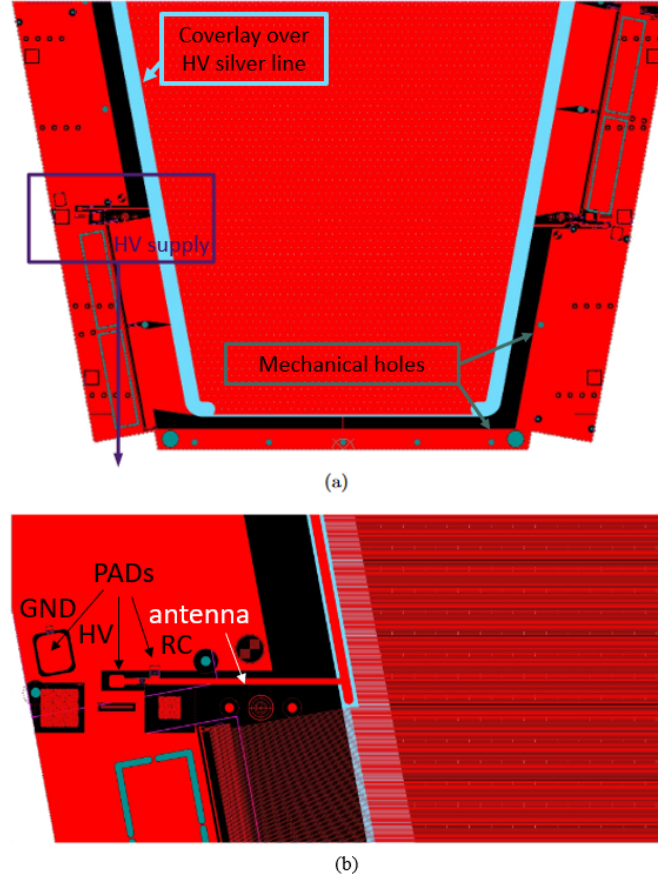 Coverlay over
HV silver line
HV supply
Mechanical holes
(a)
PADs
GND
antenna
HV
RC
(b)